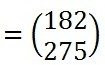 = (182
275)